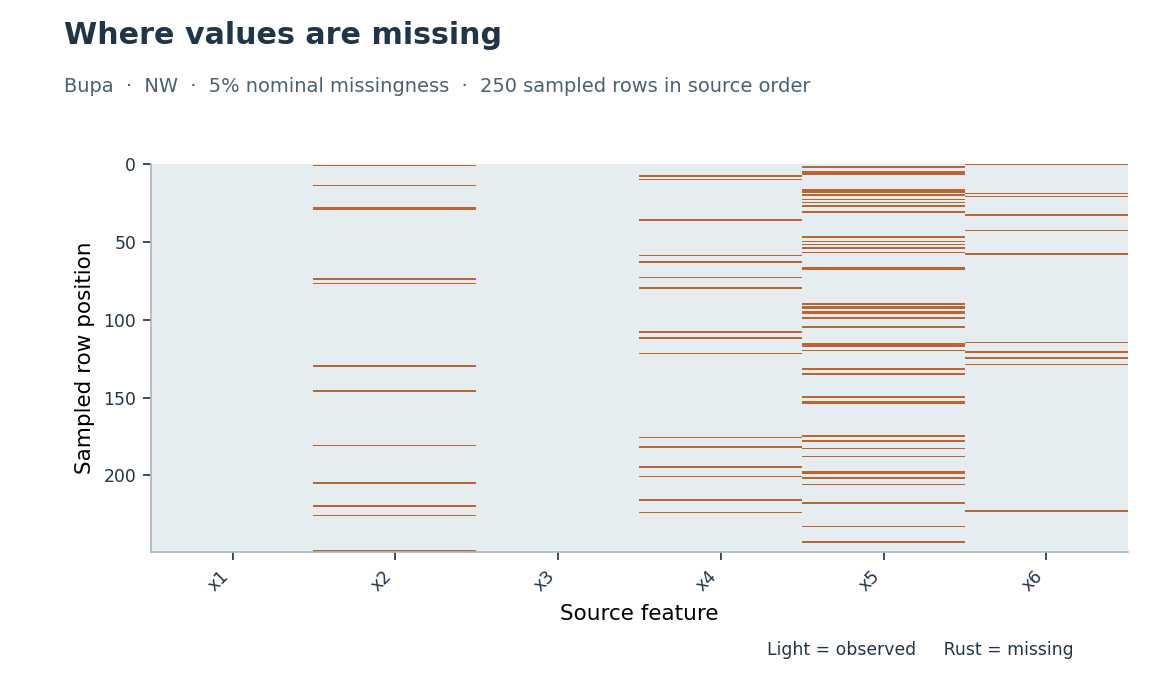 Where values are missing
Bupa · NW · 5% nominal missingness · 250 sampled rows in source order
0
50
100
150
200
Sampled row position
x1 x2 x3 x4 x5 x6
Source feature
Light = observed Rust = missing